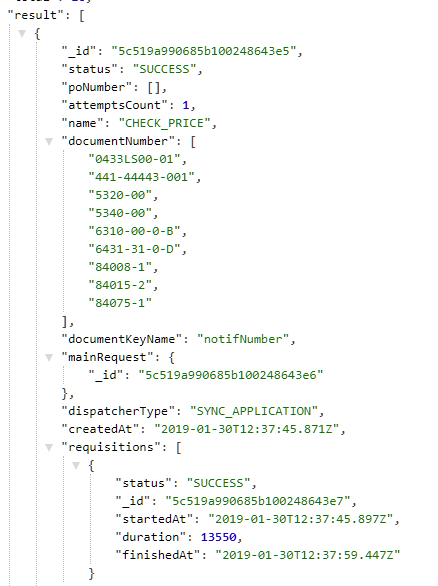 "result": [
{
"_id": "5c519a990685b100248643e5",
"status": "SUCCESS",
"poNumber": [],
"attemptsCount": 1,
"name": "CHECK_PRICE",
"documentNumber": [
"0433LS00-01",
"441-44443-001",
"5320-00",
"5340-00",
"6310-00-0-B",
"6431-31-0-D",
"84008-1",
"84015-2",
"84075-1"
],
"documentKeyName": "notifNumber",
"mainRequest": {
"_id": "5c519a990685b100248643e6"
},
"dispatcherType": "SYNC_APPLICATION",
"createdAt": "2019-01-30T12:37:45.871Z",
"requisitions": [
{
"status": "SUCCESS",
"_id": "5c519a990685b100248643e7",
"startedAt": "2019-01-30T12:37:45.897Z",
"duration": 13550,
"finishedAt": "2019-01-30T12:37:59.447Z"
}